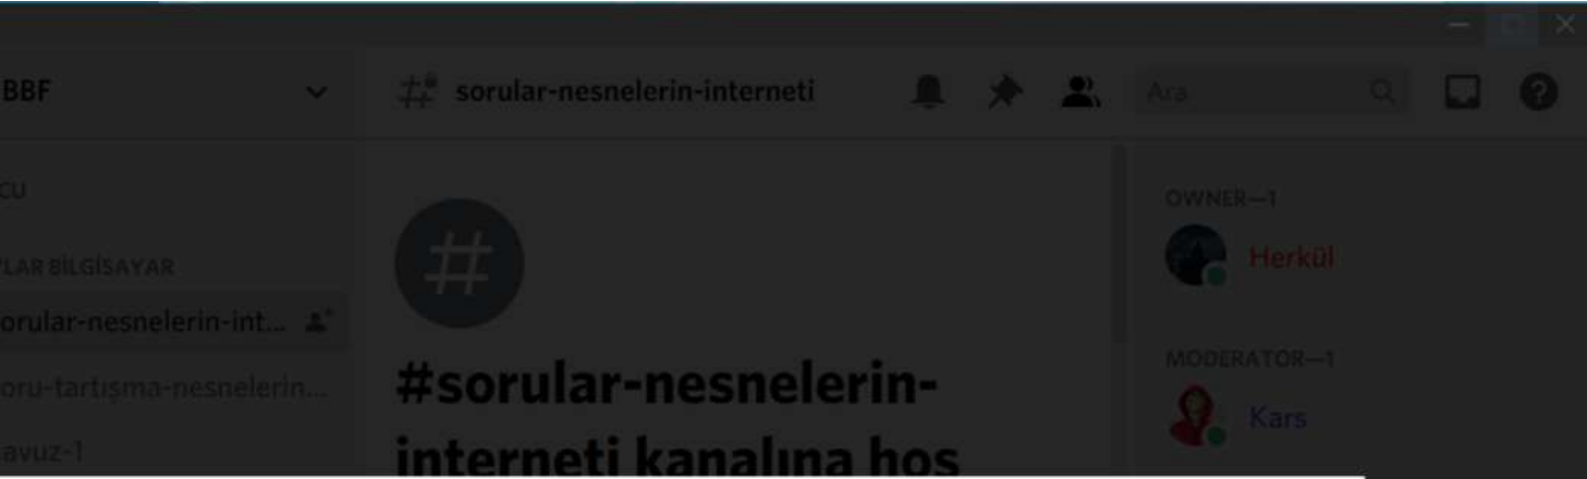 BBF
sorular-nesnelerin-interneti
Ara
CU
LAR BİLGİSAYAR
orular-nesnelerin-int...
oru-tartışma-nesnelerin...
avuz-1
#sorular-nesnelerin-
interneti kanalına hoş
OWNER—1
Herkül
MODERATOR—1
Kars